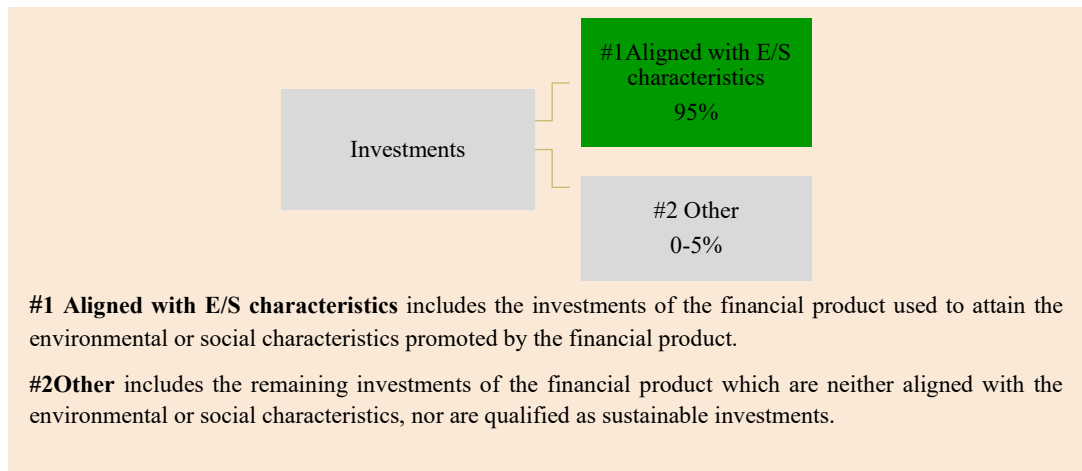 #1Aligned with E/S
characteristics
95%
Investments
#2 Other
0-5%
#1 Aligned with E/S characteristics includes the investments of the financial product used to attain the
environmental or social characteristics promoted by the financial product.
#2Other includes the remaining investments of the financial product which are neither aligned with the
environmental or social characteristics, nor are qualified as sustainable investments.